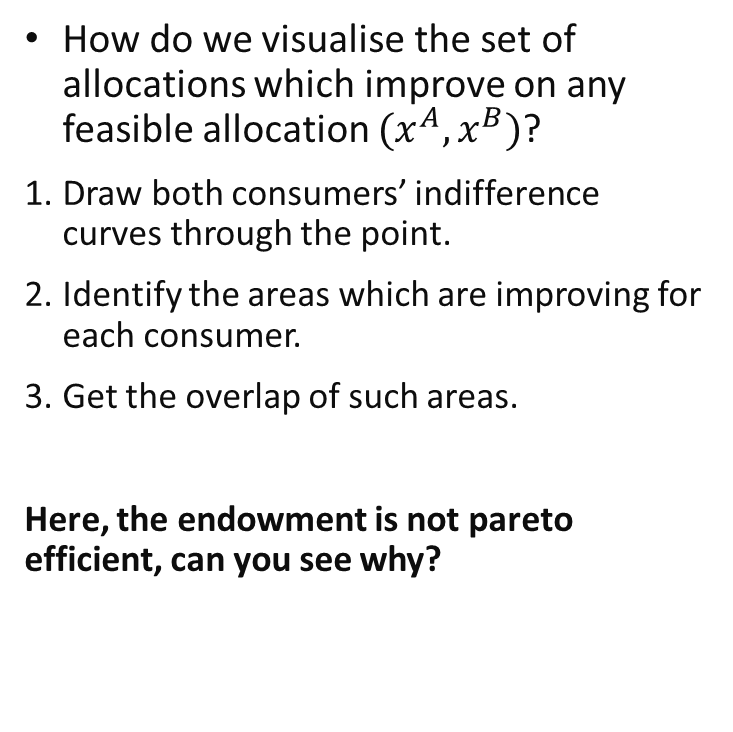 • How do we visualise the set of
allocations which improve on any
feasible allocation (x^A, x^B)?
1. Draw both consumers’ indifference
curves through the point.
2. Identify the areas which are improving for
each consumer.
3. Get the overlap of such areas.
Here, the endowment is not pareto
efficient, can you see why?